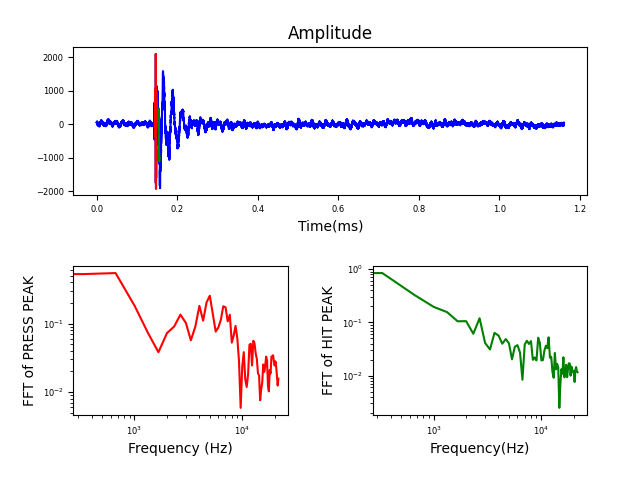 Amplitude
2000
1000
0
−1000
−2000
0.0 0.2 0.4 0.6 0.8 1.0 1.2
Time(ms)
FFT of PRESS PEAK
10⁻¹
10⁻²
10³ 10⁴
Frequency (Hz)
FFT of HIT PEAK
10⁰
10⁻¹
10⁻²
10³ 10⁴
Frequency(Hz)